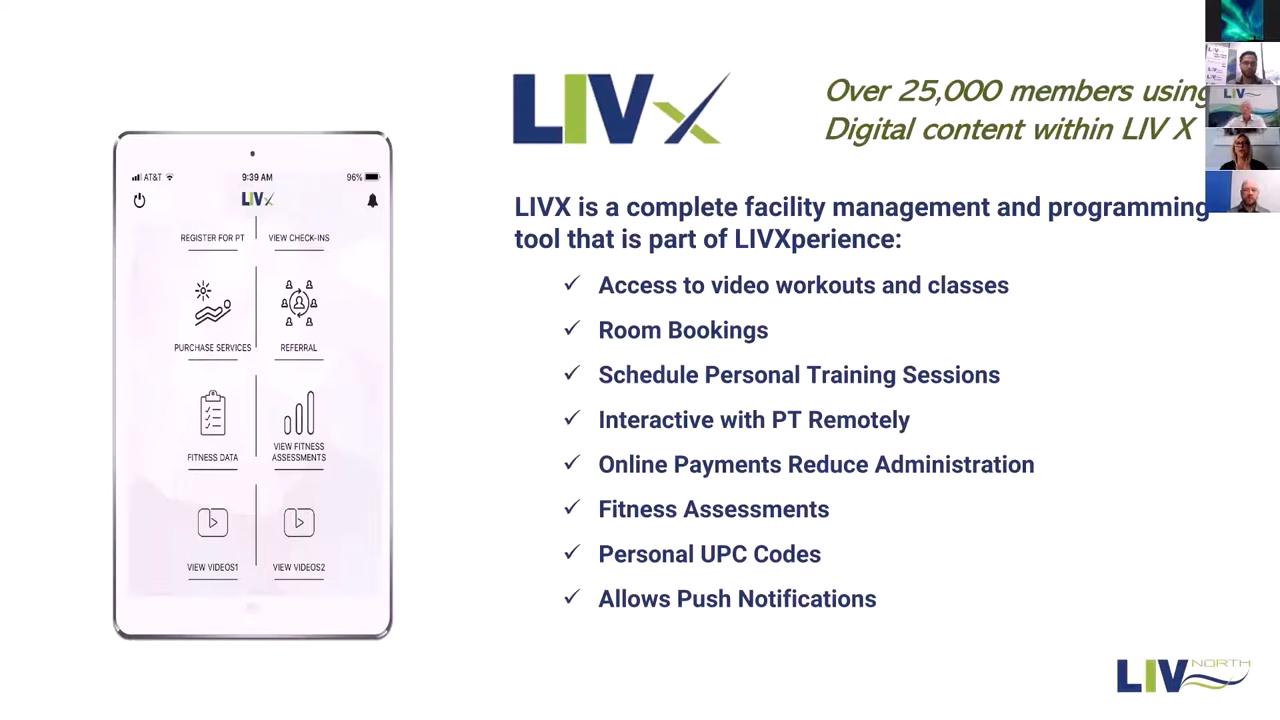 LIVX
Over 25,000 members using
Digital content within LIV X
LIVX is a complete facility management and programming
tool that is part of LIVXperience:
✓ Access to video workouts and classes
✓ Room Bookings
✓ Schedule Personal Training Sessions
✓ Interactive with PT Remotely
✓ Online Payments Reduce Administration
✓ Fitness Assessments
✓ Personal UPC Codes
✓ Allows Push Notifications
AT&T 9:39 AM 96%
LIVX
REGISTER FOR PT VIEW CHECK-INS
PURCHASE SERVICES REFERRAL
FITNESS DATA VIEW FITNESS
ASSESSMENTS
VIEW VIDEOS1 VIEW VIDEOS2
LIV NORTH
LIV